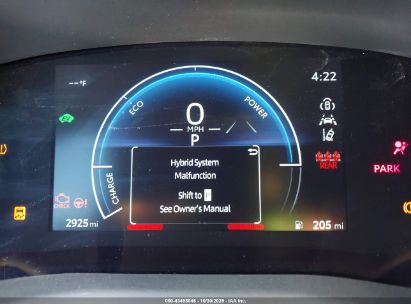 -- °F
4:22
ECO
POWER
0
MPH
P
Hybrid System
Malfunction
Shift to P
See Owner's Manual
CHARGE
REAR
PARK
CHECK
2925 mi
205 mi